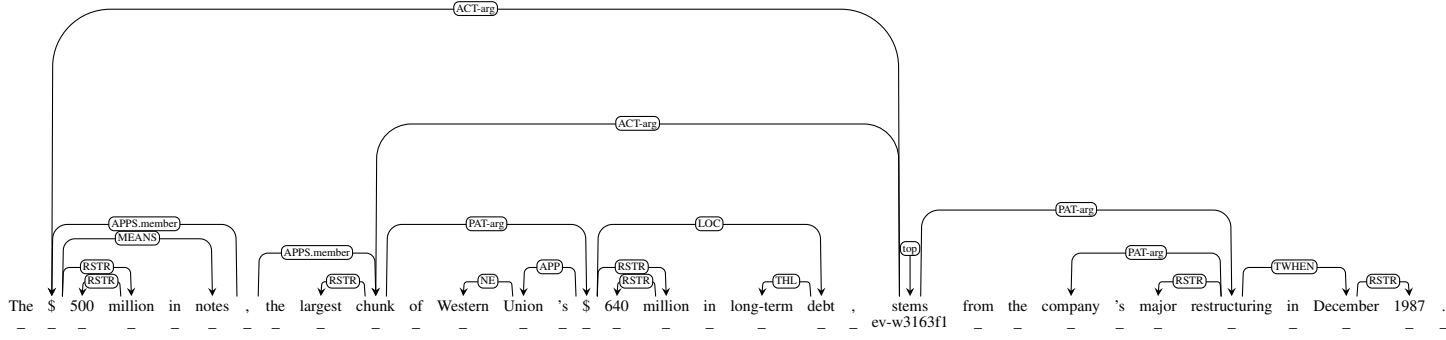 ACT-arg
ACT-arg
PAT-arg
APPS.member PAT-arg LOC
MEANS top
APPS.member PAT-arg
RSTR RSTR APP RSTR TWHEN
RSTR NE RSTR THL RSTR RSTR
The $ 500 million in notes , the largest chunk of Western Union 's $ 640 million in long-term debt , stems from the company 's major restructuring in December 1987 .
_ _ _ _ _ _ _ _ _ _ _ _ _ _ _ _ _ _ _ _ _ ev-w3163f1 _ _ _ _ _ _ _ _ _ _